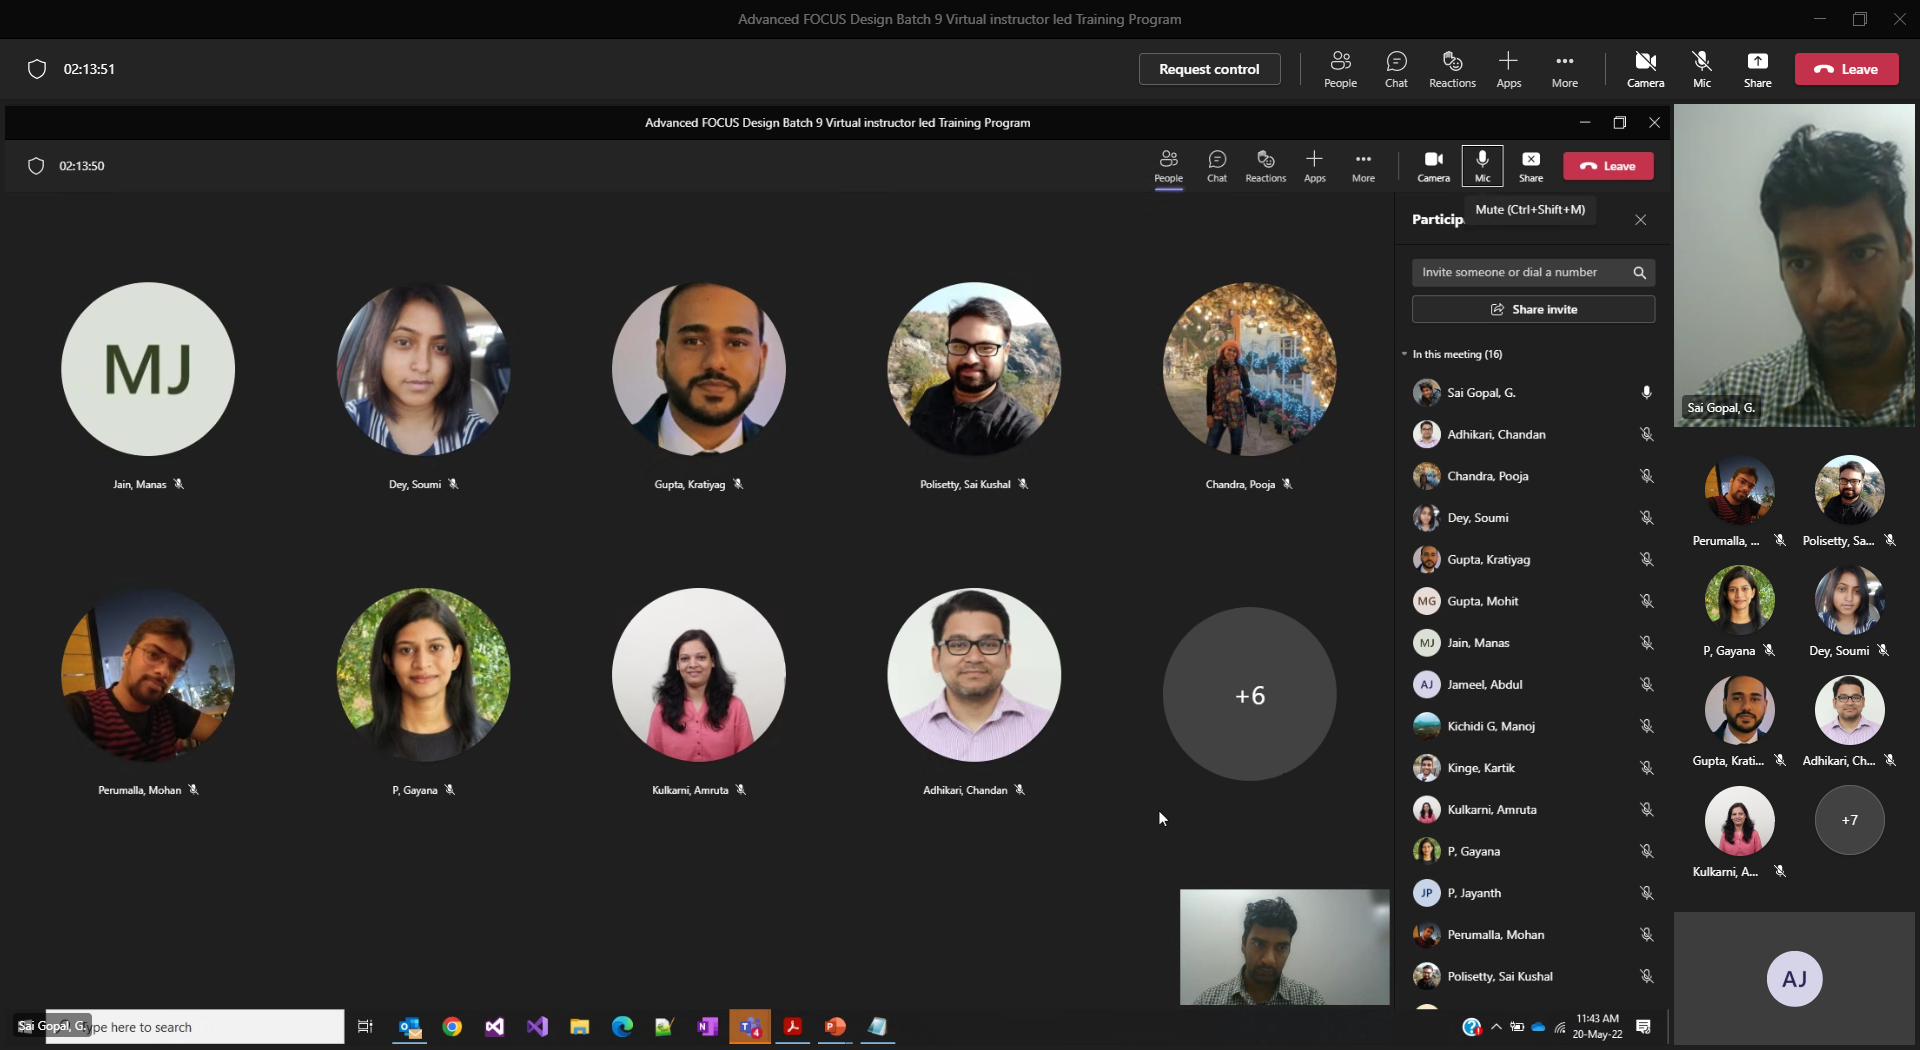 Advanced FOCUS Design Batch 9 Virtual instructor led Training Program
02:13:51
Request control
People
Chat
Reactions
Apps
More
Camera
Mic
Share
Leave
Advanced FOCUS Design Batch 9 Virtual instructor led Training Program
02:13:50
People
Chat
Reactions
Apps
More
Camera
Mic
Share
Leave
Mute (Ctrl+Shift+M)
Invite someone or dial a number
Share invite
In this meeting (16)
Sai Gopal, G.
Adhikari, Chandan
Chandra, Pooja
Dey, Soumi
Gupta, Kratiyag
MG Gupta, Mohit
MJ Jain, Manas
AJ Jameel, Abdul
Kichidi G, Manoj
Kinge, Kartik
Kulkarni, Amruta
P, Gayana
JP P, Jayanth
Perumalla, Mohan
Polisetty, Sai Kushal
MJ
Jain, Manas
Dey, Soumi
Gupta, Kratiyag
Polisetty, Sai Kushal
Chandra, Pooja
Perumalla, Mohan
P, Gayana
Kulkarni, Amruta
Adhikari, Chandan
+6
Sai Gopal, G.
Perumalla, ...
Polisetty, Sa...
P, Gayana
Dey, Soumi
Gupta, Krati...
Adhikari, Ch...
Kulkarni, A...
+7
AJ
Sai Gopal, G.
here to search
11:43 AM
20-May-22